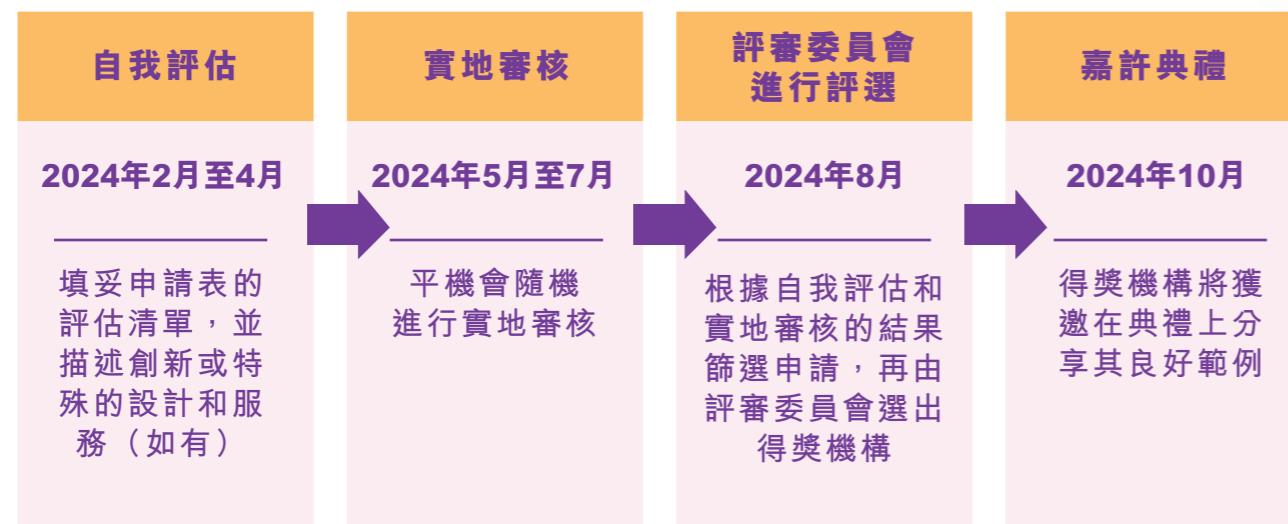 自我評估
2024年2月至4月
填妥申請表的
評估清單，並
描述創新或特
殊的設計和服
務（如有）
實地審核
2024年5月至7月
平機會隨機
進行實地審核
評審委員會
進行評選
2024年8月
根據自我評估和
實地審核的結果
篩選申請，再由
評審委員會選出
得獎機構
嘉許典禮
2024年10月
得獎機構將獲
邀在典禮上分
享其良好範例